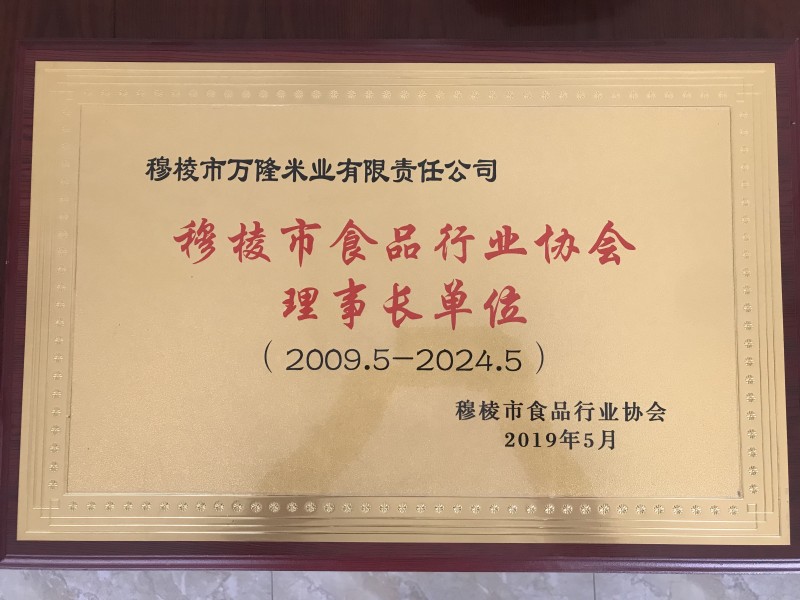 穆棱市万隆米业有限责任公司
穆棱市食品行业协会
理事长单位
（2009.5-2024.5）
穆棱市食品行业协会
2019年5月